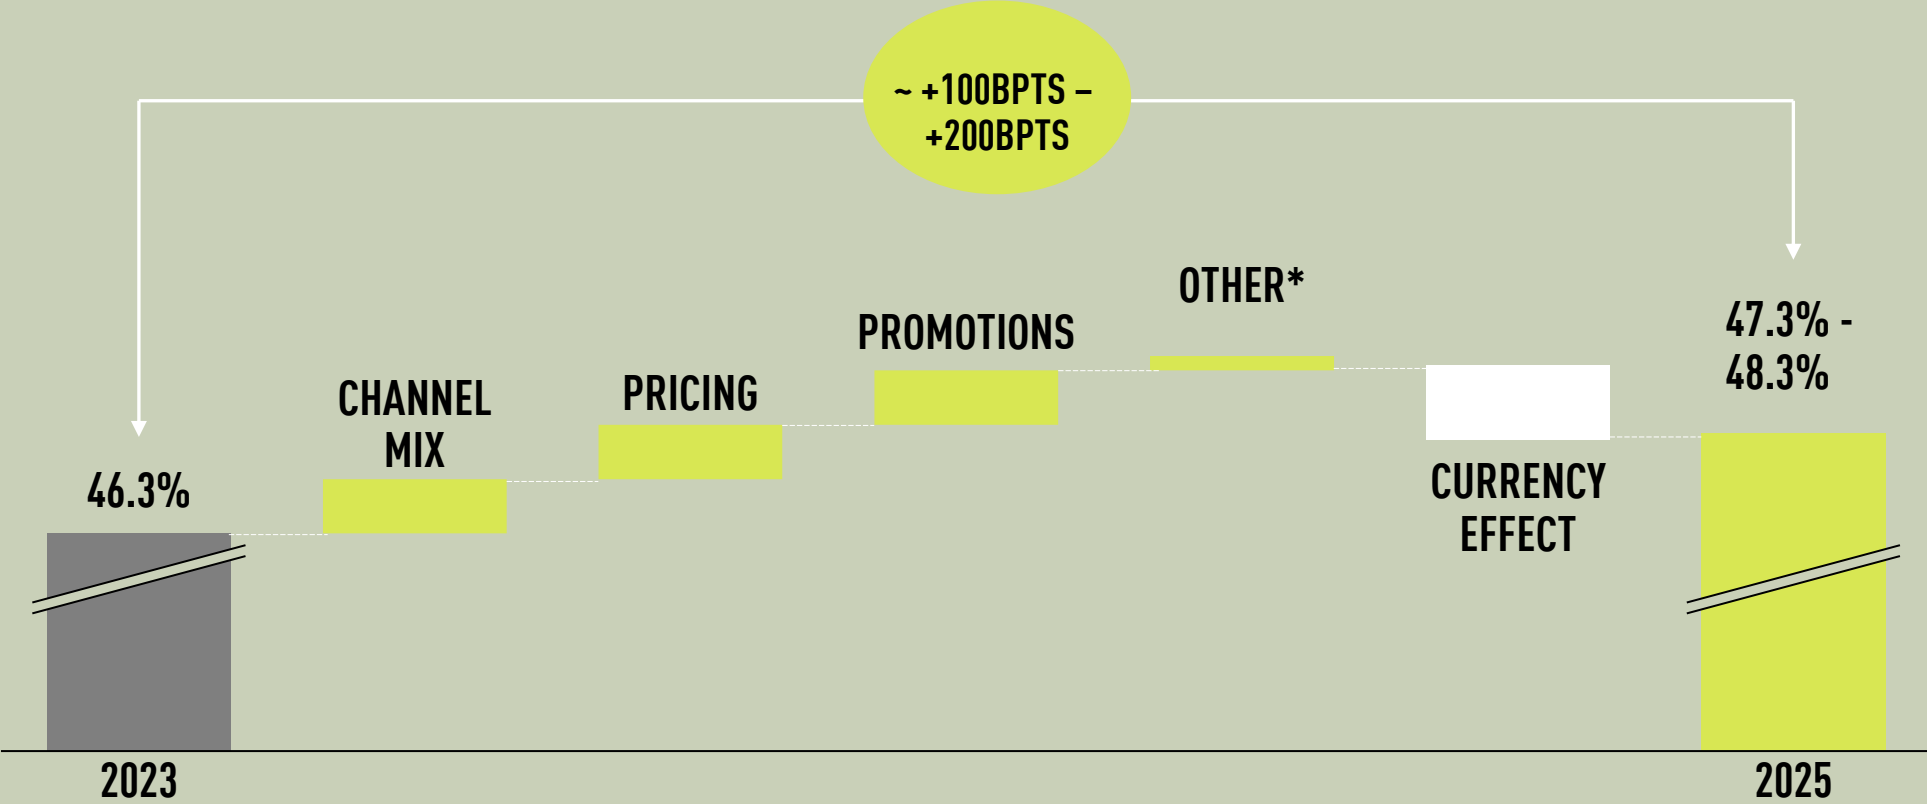 ~ +100BPTS –
+200BPTS
OTHER*
PROMOTIONS
47.3% -
48.3%
CHANNEL
MIX
PRICING
46.3%
CURRENCY
EFFECT
2023
2025